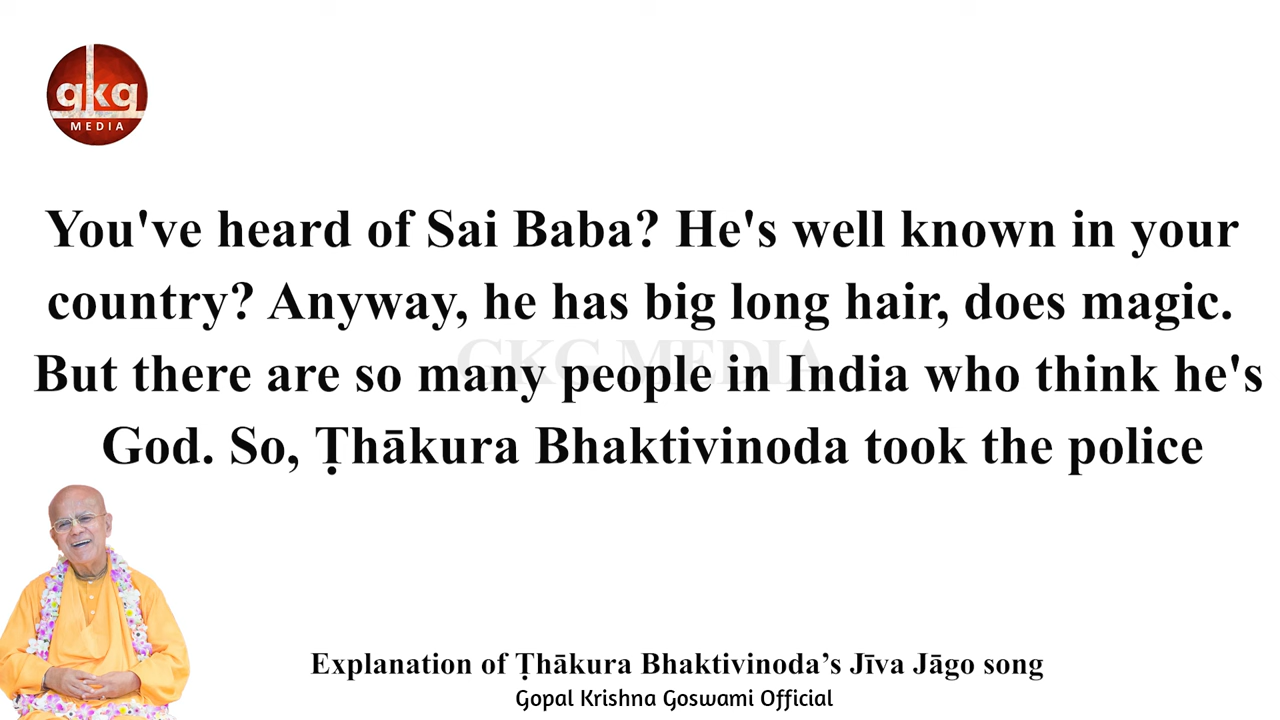 gkg
MEDIA
You've heard of Sai Baba? He's well known in your
country? Anyway, he has big long hair, does magic.
GKG MEDIA
But there are so many people in India who think he's
God. So, Ṭhākura Bhaktivinoda took the police
Explanation of Ṭhākura Bhaktivinoda’s Jīva Jāgo song
Gopal Krishna Goswami Official